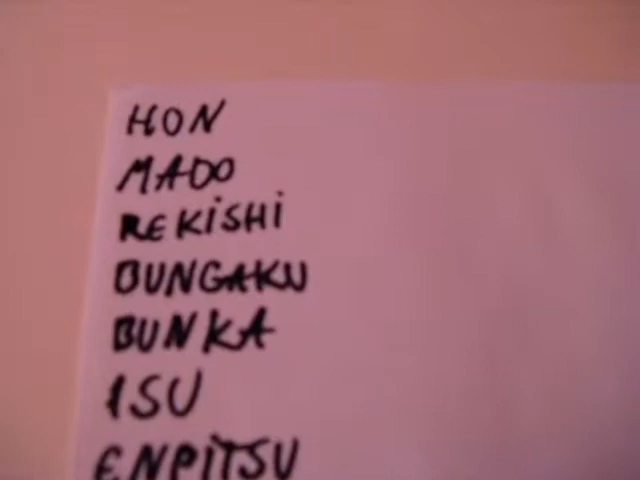 HON
MADO
REKiSHi
BUNGAKU
BUNKA
ISU
ENPiTSU